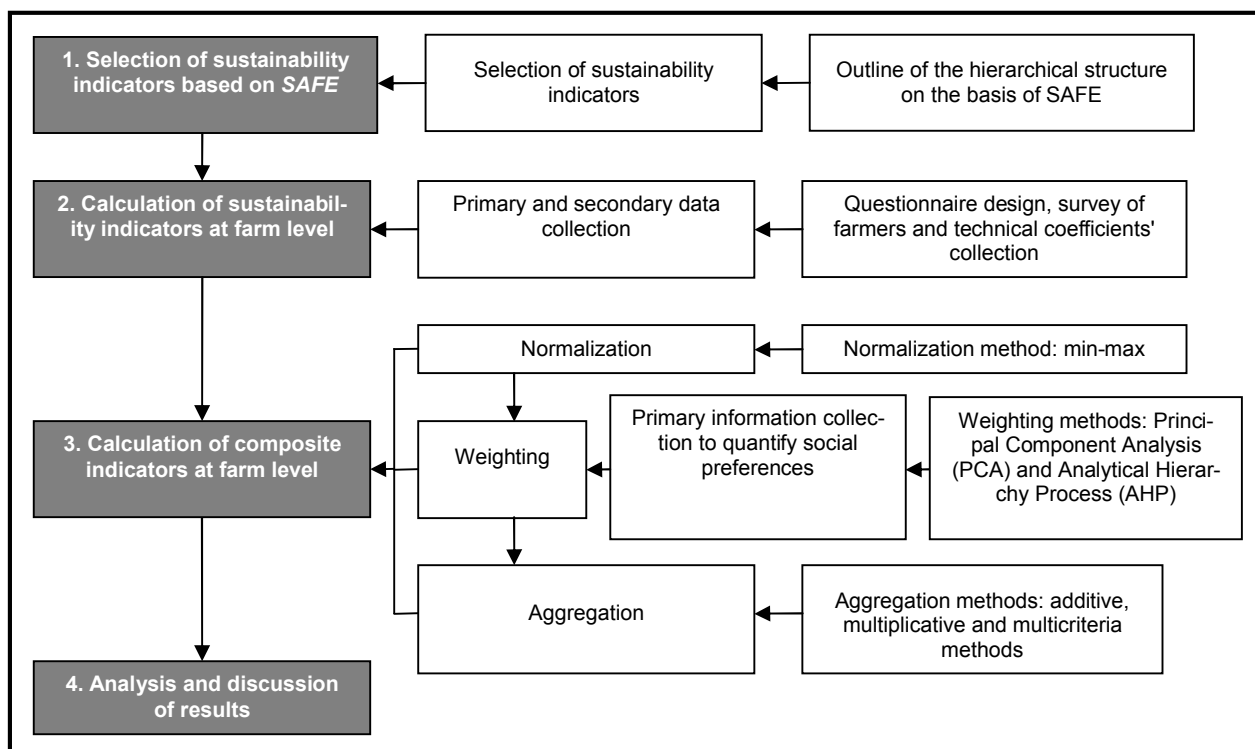 1. Selection of sustainability
indicators based on SAFE
Selection of sustainability
indicators
Outline of the hierarchical structure
on the basis of SAFE
2. Calculation of sustainabil-
ity indicators at farm level
Primary and secondary data
collection
Questionnaire design, survey of
farmers and technical coefficients'
collection
Normalization
Normalization method: min-max
3. Calculation of composite
indicators at farm level
Weighting
Primary information collec-
tion to quantify social
preferences
Weighting methods: Princi-
pal Component Analysis
(PCA) and Analytical Hierar-
chy Process (AHP)
Aggregation
Aggregation methods: additive,
multiplicative and multicriteria
methods
4. Analysis and discussion
of results